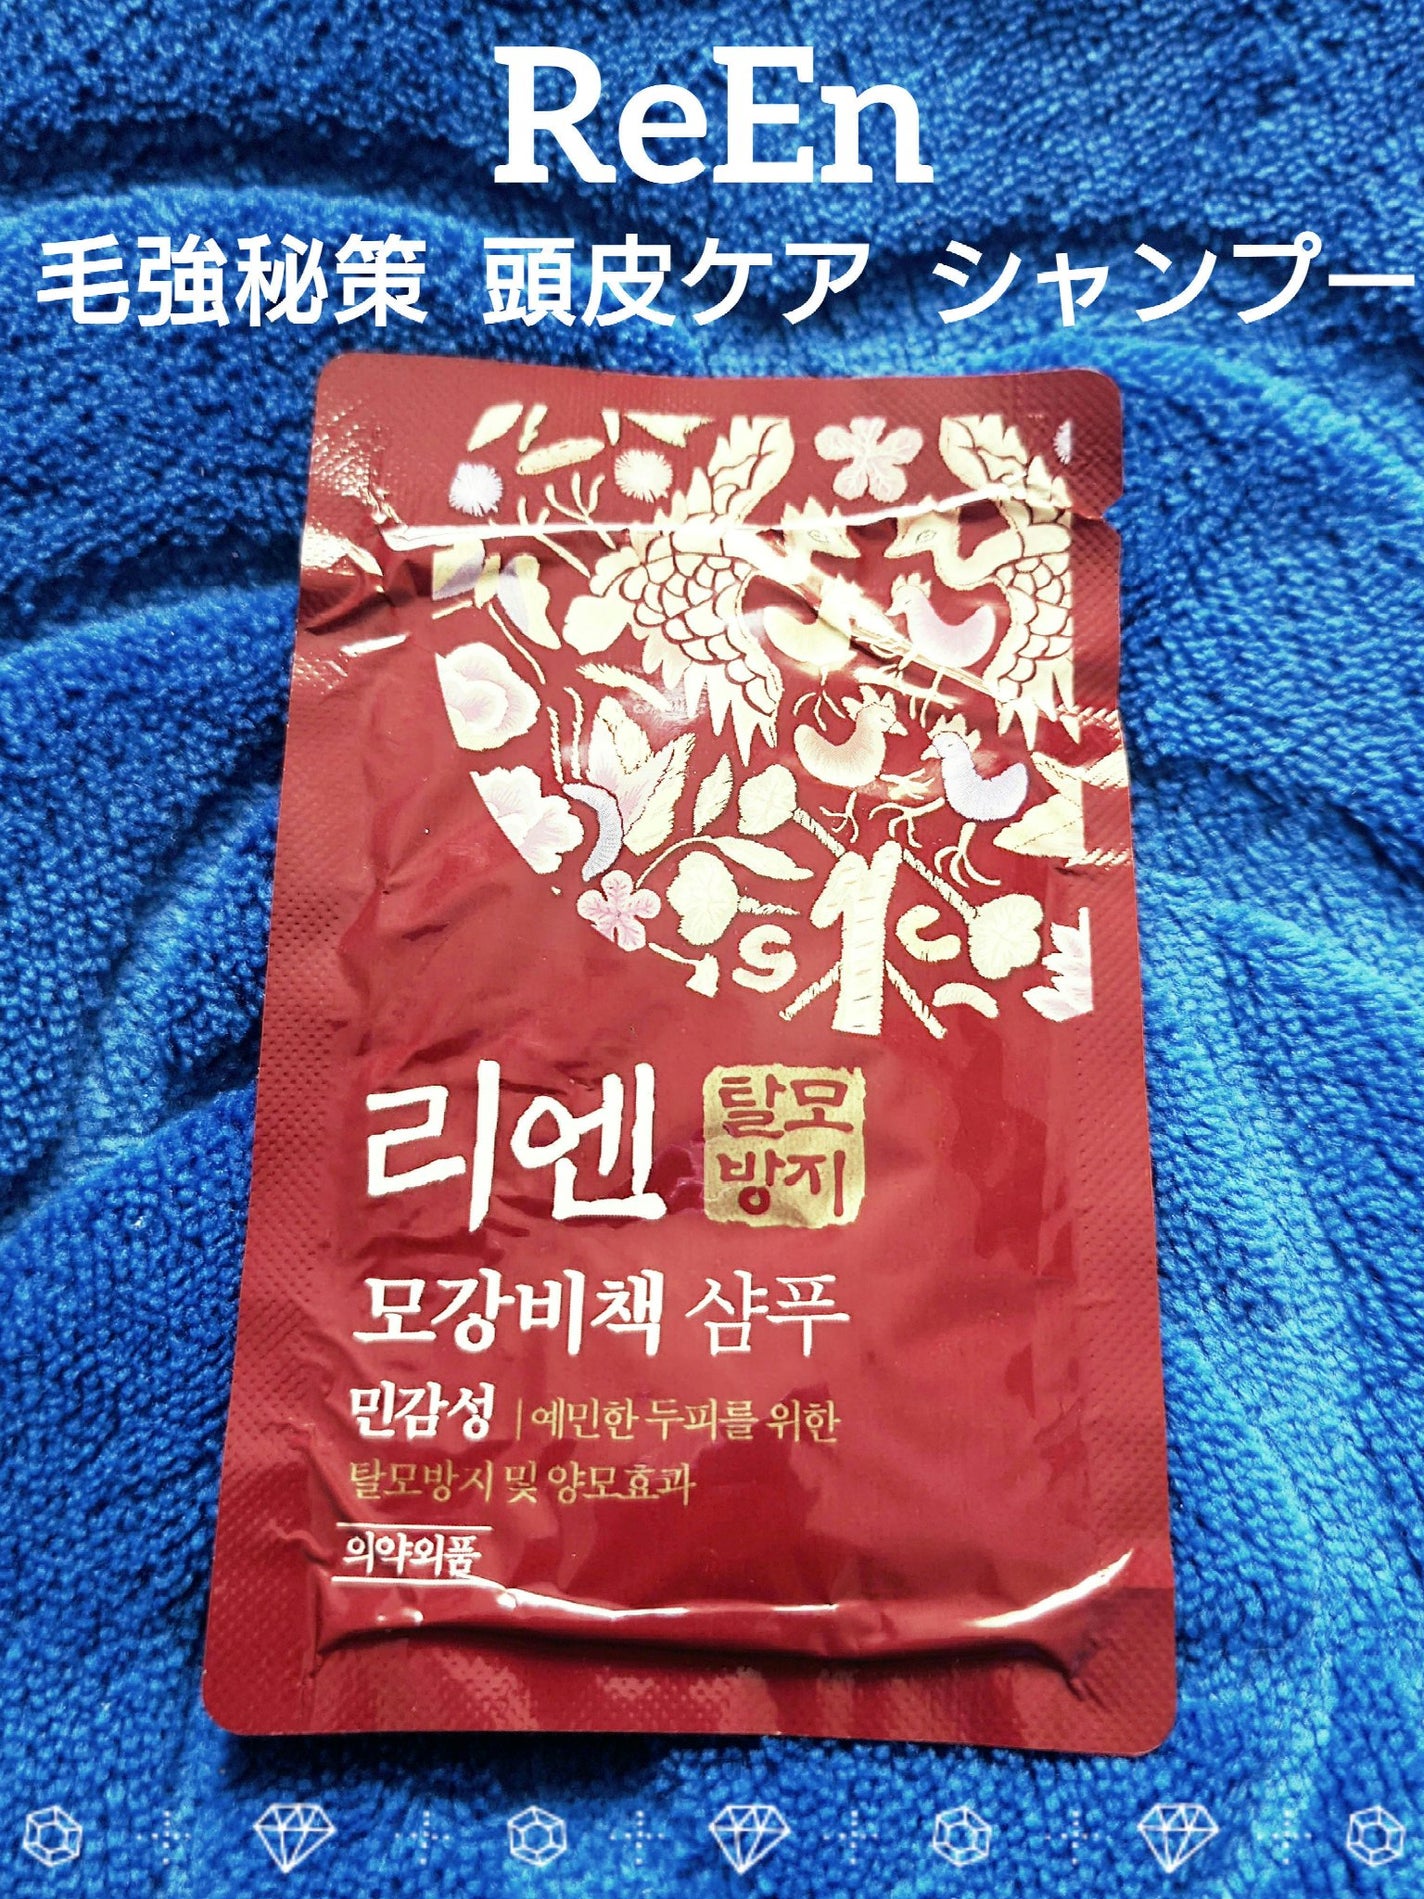 ReEn
毛強秘策 頭皮ケア シャンプー
리엔
탈모
방지
모강비책 샴푸
민감성 | 예민한 두피를 위한
탈모방지 및 양모효과
의약외품